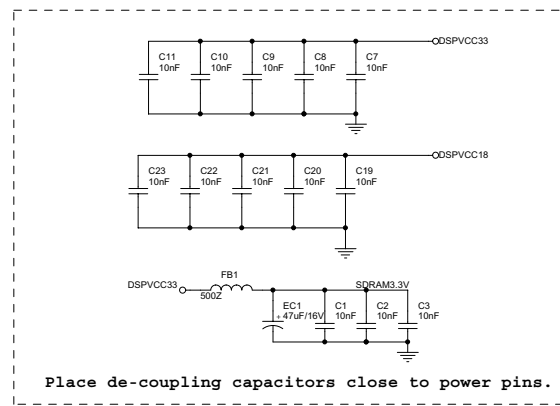 DSPVCC33
C11 C10 C9 C8 C7
10nF 10nF 10nF 10nF 10nF
DSPVCC18
C23 C22 C21 C20 C19
10nF 10nF 10nF 10nF 10nF
DSPVCC33 FB1 SDRAM3.3V
500Z
EC1 C1 C2 C3
+ 47uF/16V 10nF 10nF 10nF
Place de-coupling capacitors close to power pins.